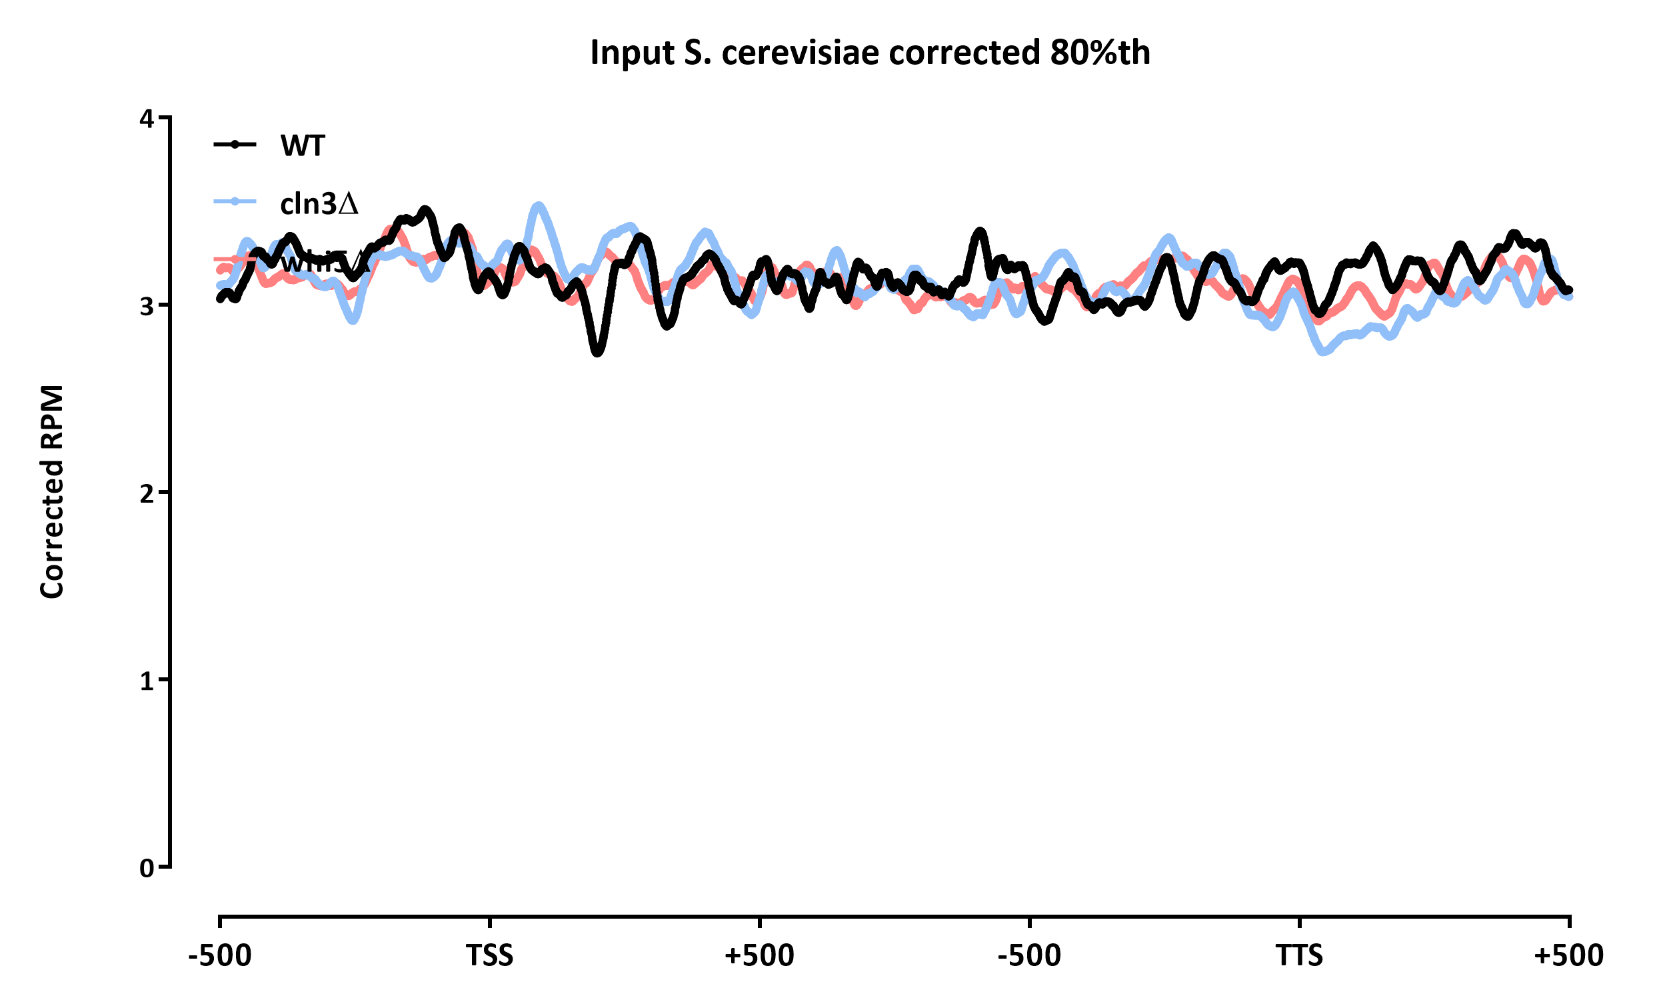 Input S. cerevisiae corrected 80%th
4
WT
cln3Δ
whi5Δ
3
2
1
0
Corrected RPM
-500 TSS +500 -500 TTS +500